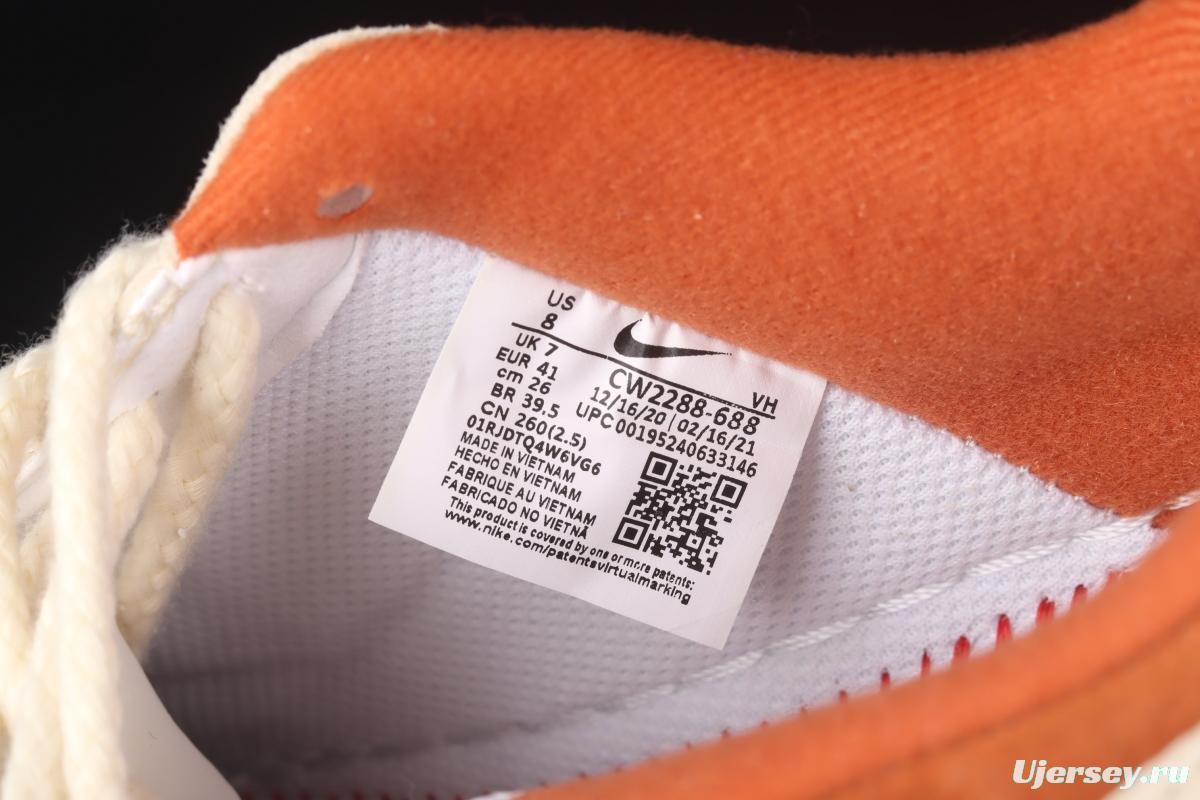 US
8
UK 7
EUR 41
cm 26
BR 39.5
CN 260(2.5)
01RJDTQ4W6VG6
MADE IN VIETNAM
HECHO EN VIETNAM
FABRIQUE AU VIETNAM
FABRICADO NO VIETNÃ
This product is covered by one or more patents:
www.nike.com/patentsvirtualmarking
VH
CW2288-688
12/16/20 | 02/16/21
UPC 00195240633146
Ujersey.ru